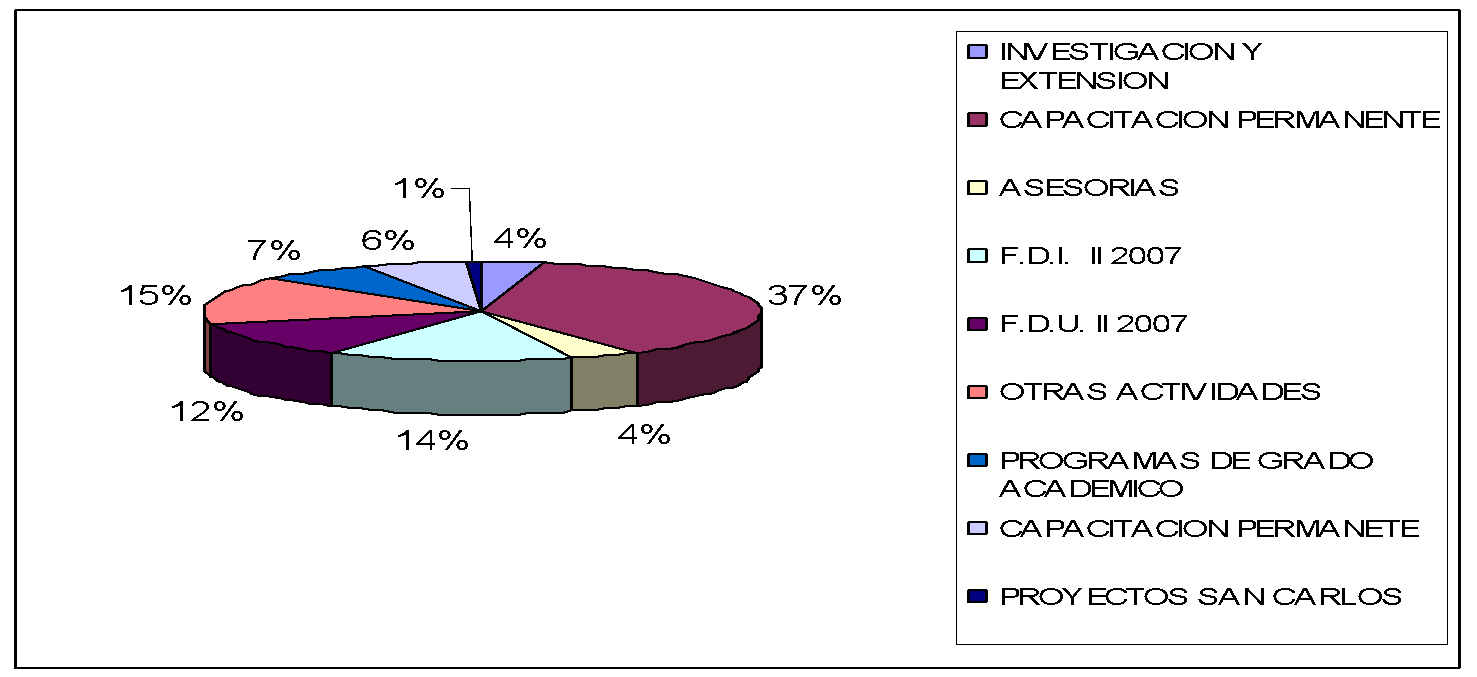 1%
4%
6%
7%
15%
37%
12%
14%
4%
INVESTIGACION Y
EXTENSION
CAPACITACION PERMANENTE
ASESORIAS
F.D.I. II 2007
F.D.U. II 2007
OTRAS ACTIVIDADES
PROGRAMAS DE GRADO
ACADEMICO
CAPACITACION PERMANETE
PROYECTOS SAN CARLOS